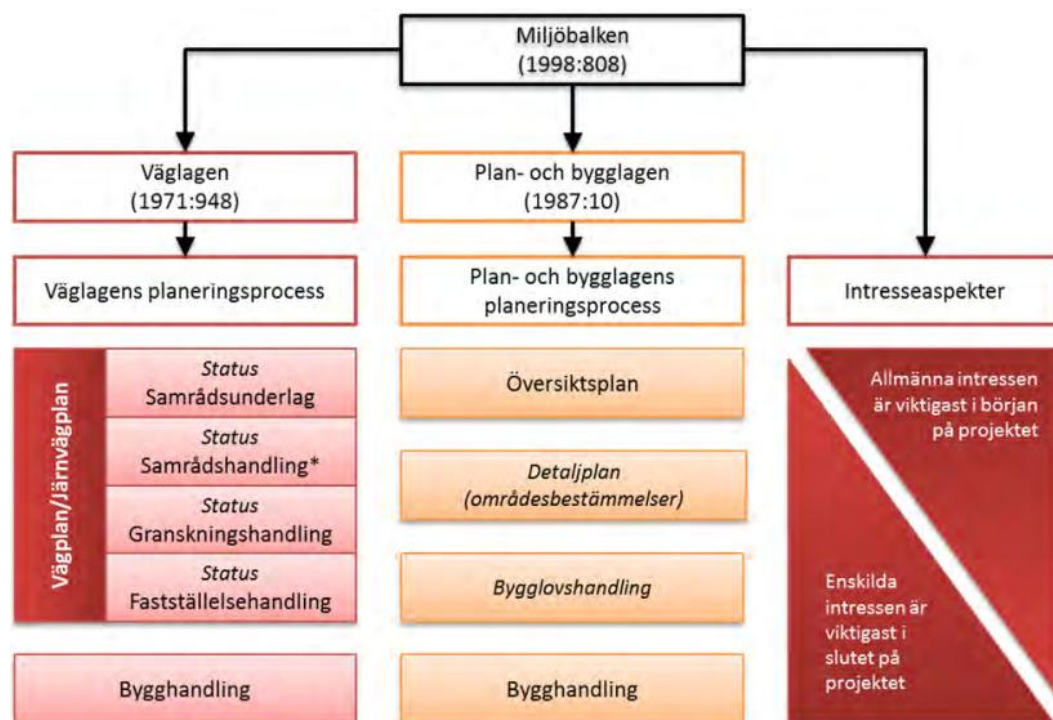 Miljöbalken
(1998:808)
Väglagen
(1971:948)
Plan- och bygglagen
(1987:10)
Väglagens planeringsprocess
Plan- och bygglagens
planeringsprocess
Intresseaspekter
Vägplan/Järnvägplan
Status
Samrådsunderlag
Status
Samrådshandling*
Status
Granskningshandling
Status
Fastställelsehandling
Bygghandling
Översiktsplan
Detaljplan
(områdesbestämmelser)
Bygglovshandling
Bygghandling
Allmänna intressen
är viktigast i början
på projektet
Enskilda
intressen är
viktigast i
slutet på
projektet